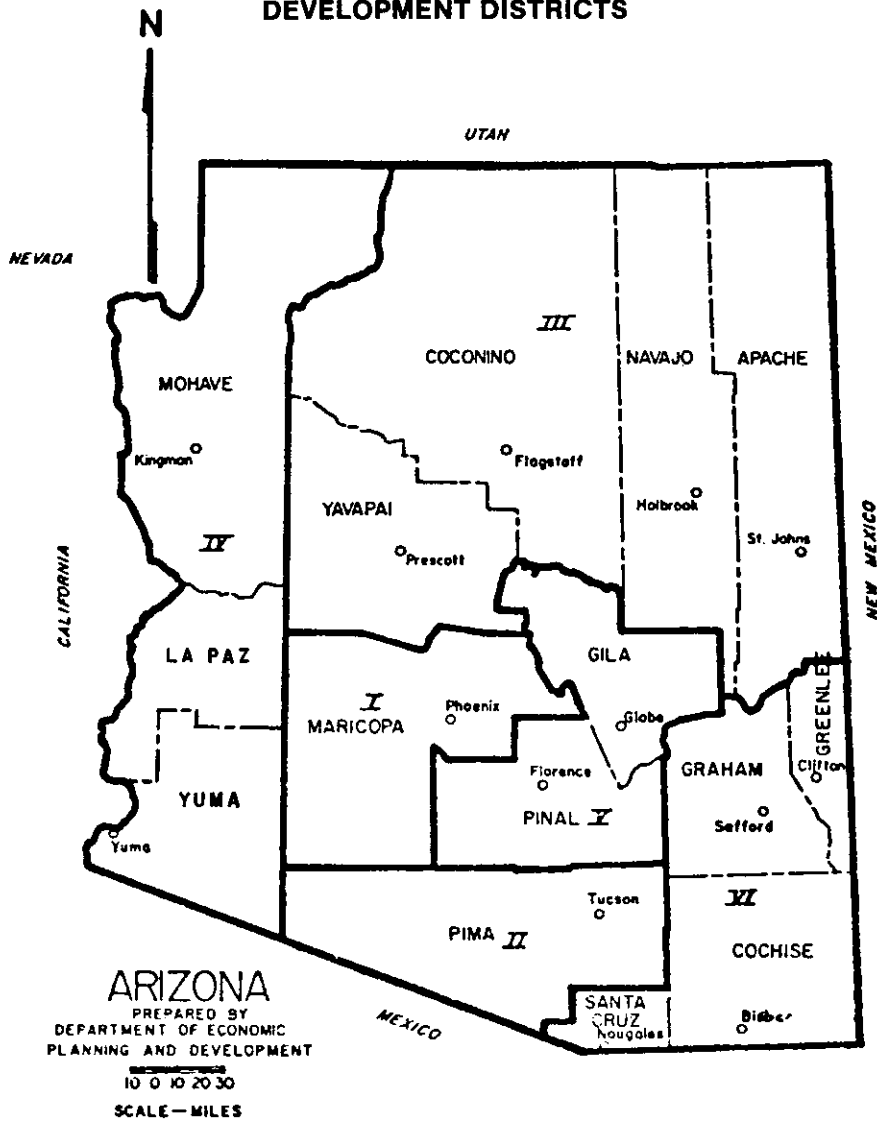 DEVELOPMENT DISTRICTS
N
UTAH
NEVADA
III
COCONINO
NAVAJO
APACHE
MOHAVE
Kingman
Flagstaff
Holbrook
YAVAPAI
St. Johns
NEW MEXICO
IV
Prescott
CALIFORNIA
LA PAZ
GILA
I
MARICOPA
Phoenix
Globe
GREENLEE
Clifton
GRAHAM
Florence
YUMA
PINAL V
Safford
Yuma
Tucson
VI
PIMA II
COCHISE
ARIZONA
PREPARED BY
DEPARTMENT OF ECONOMIC
PLANNING AND DEVELOPMENT
MEXICO
SANTA
CRUZ
Nougales
Bisbee
10 0 10 20 30
SCALE—MILES